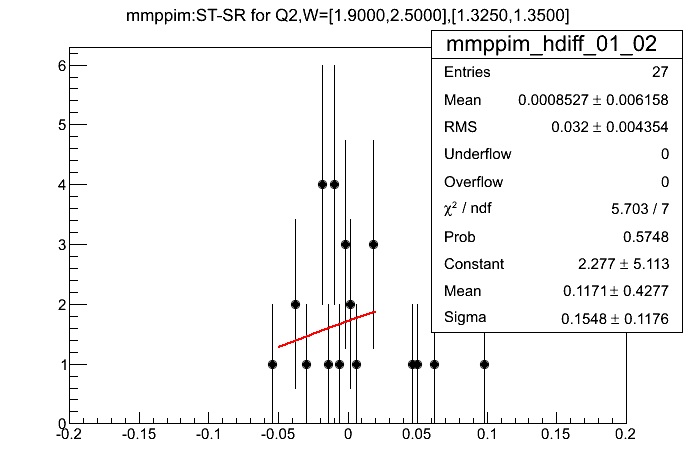 mmppim:ST-SR for Q2,W=[1.9000,2.5000],[1.3250,1.3500]
mmppim_hdiff_01_02
Entries 27
Mean 0.0008527 ± 0.006158
RMS 0.032 ± 0.004354
Underflow 0
Overflow 0
χ² / ndf 5.703 / 7
Prob 0.5748
Constant 2.277 ± 5.113
Mean 0.1171 ± 0.4277
Sigma 0.1548 ± 0.1176
6
5
4
3
2
1
0
-0.2 -0.15 -0.1 -0.05 0 0.05 0.1 0.15 0.2